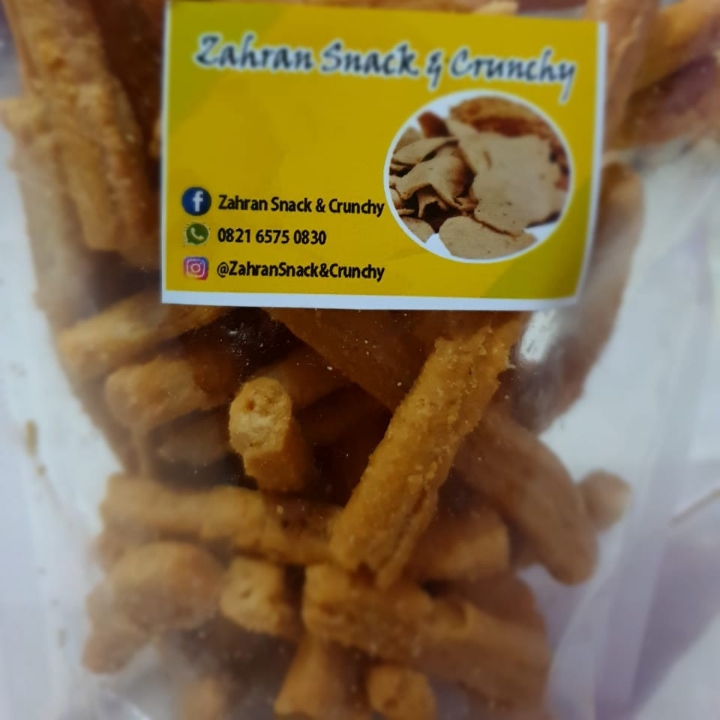 Zahran Snack & Crunchy
Zahran Snack & Crunchy
0821 6575 0830
@ZahranSnack&Crunchy